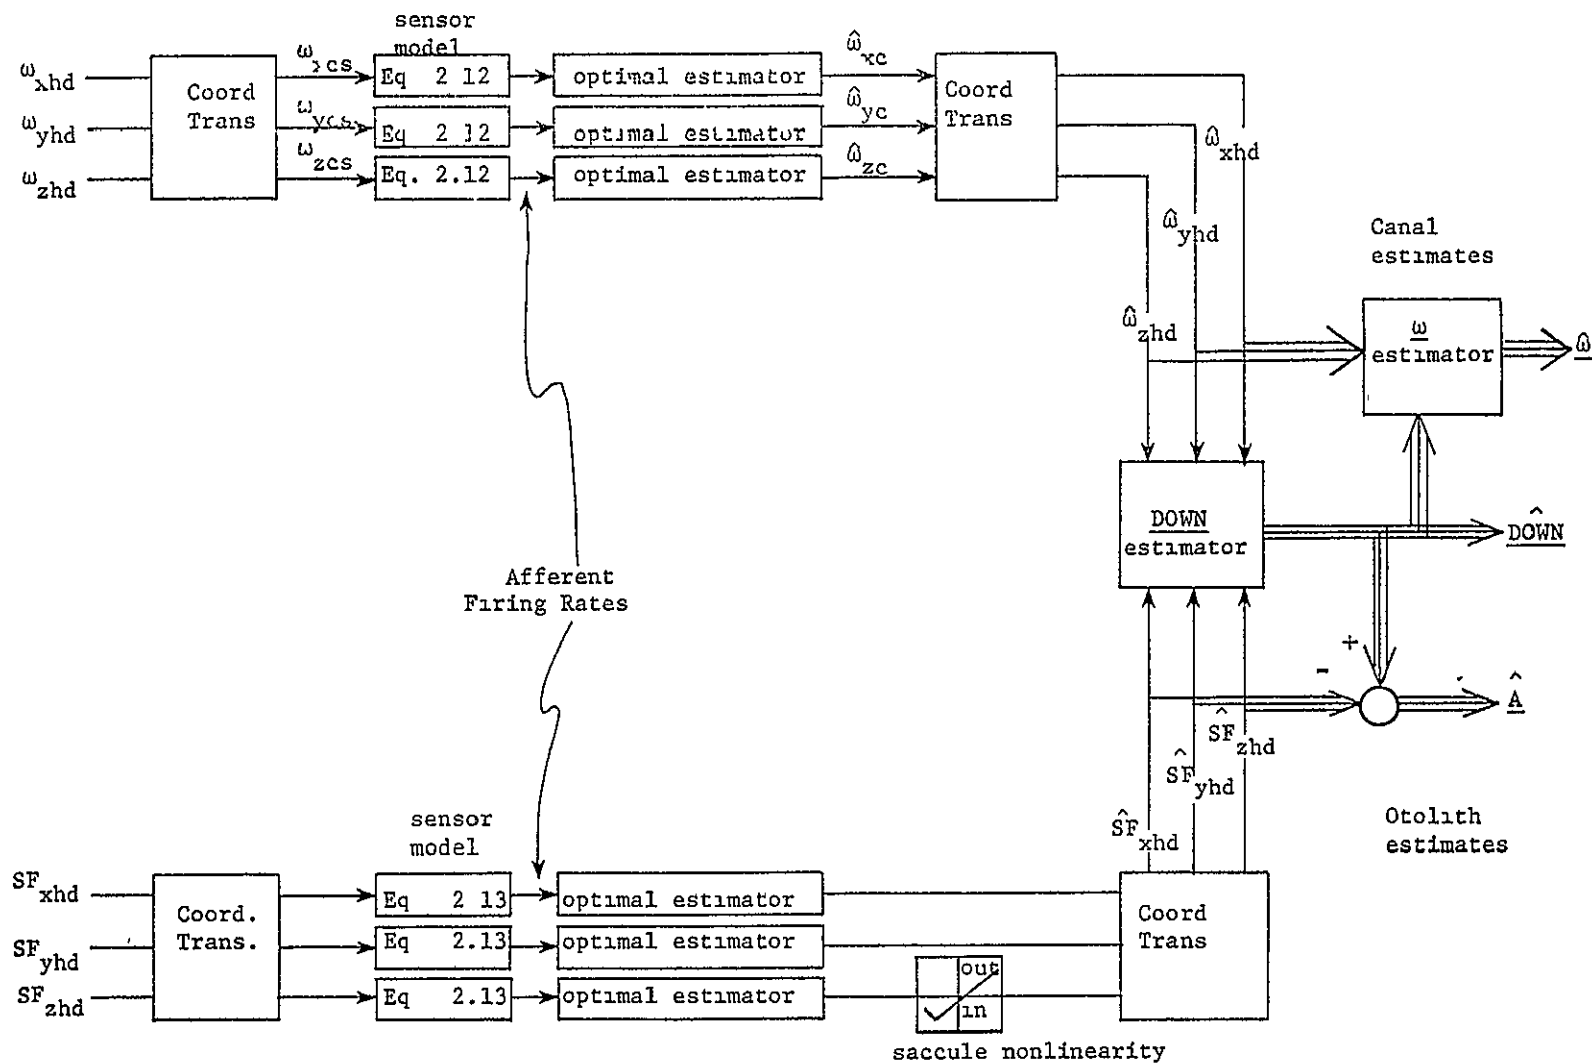 sensor
model
ω_xhd
ω_yhd
ω_zhd
Coord
Trans
ω_xcs
ω_ycs
ω_zcs
Eq 2 12
Eq 2 12
Eq. 2.12
optimal estimator
optimal estimator
optimal estimator
ω̂_xc
ω̂_yc
ω̂_zc
Coord
Trans
ω̂_xhd
ω̂_yhd
ω̂_zhd
Canal
estimates
ω
estimator
ω̂
DOWN
estimator
DOŴN
Afferent
Firing Rates
+
-
Â
SF̂_zhd
SF̂_yhd
SF̂_xhd
Otolith
estimates
sensor
model
SF_xhd
SF_yhd
SF_zhd
Coord.
Trans.
Eq 2 13
Eq 2.13
Eq 2.13
optimal estimator
optimal estimator
optimal estimator
out
in
saccule nonlinearity
Coord
Trans